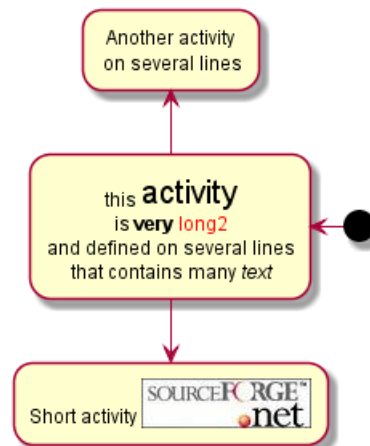 Another activity
on several lines
this activity
is very long2
and defined on several lines
that contains many text
Short activity SOURCEFORGE™
.net